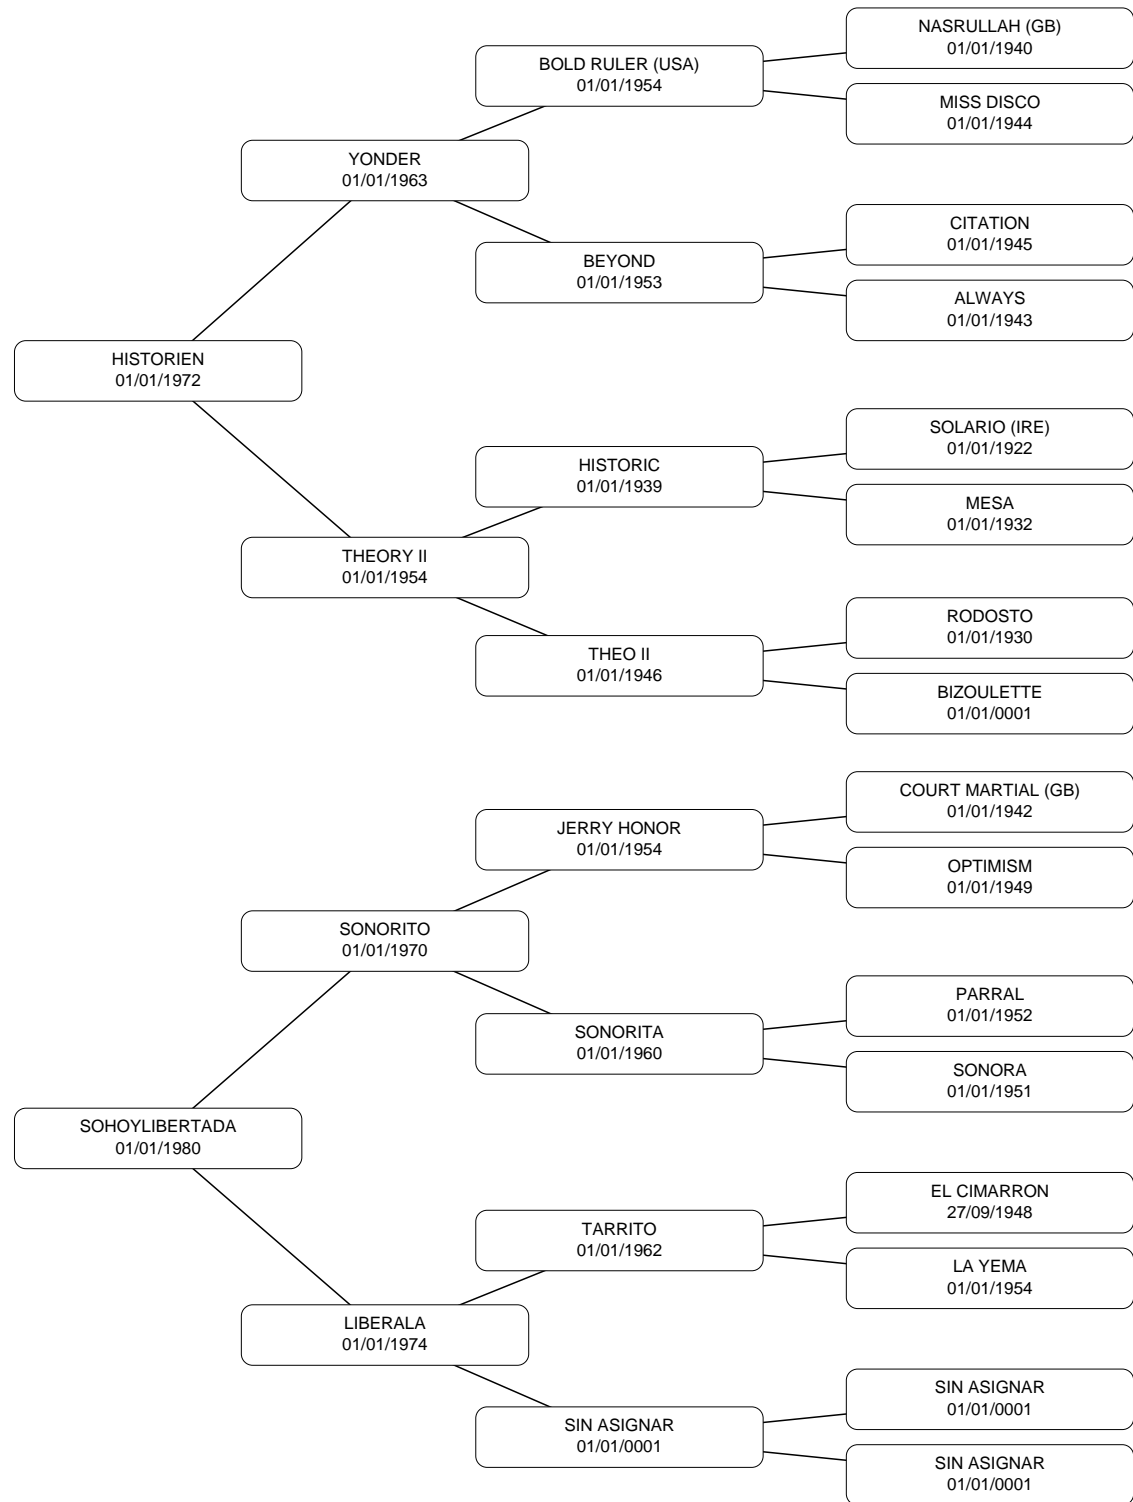 NASRULLAH (GB)
01/01/1940
BOLD RULER (USA)
01/01/1954
MISS DISCO
01/01/1944
YONDER
01/01/1963
CITATION
01/01/1945
BEYOND
01/01/1953
ALWAYS
01/01/1943
HISTORIEN
01/01/1972
SOLARIO (IRE)
01/01/1922
HISTORIC
01/01/1939
MESA
01/01/1932
THEORY II
01/01/1954
RODOSTO
01/01/1930
THEO II
01/01/1946
BIZOULETTE
01/01/0001
COURT MARTIAL (GB)
01/01/1942
JERRY HONOR
01/01/1954
OPTIMISM
01/01/1949
SONORITO
01/01/1970
PARRAL
01/01/1952
SONORITA
01/01/1960
SONORA
01/01/1951
SOHOYLIBERTADA
01/01/1980
EL CIMARRON
27/09/1948
TARRITO
01/01/1962
LA YEMA
01/01/1954
LIBERALA
01/01/1974
SIN ASIGNAR
01/01/0001
SIN ASIGNAR
01/01/0001
SIN ASIGNAR
01/01/0001